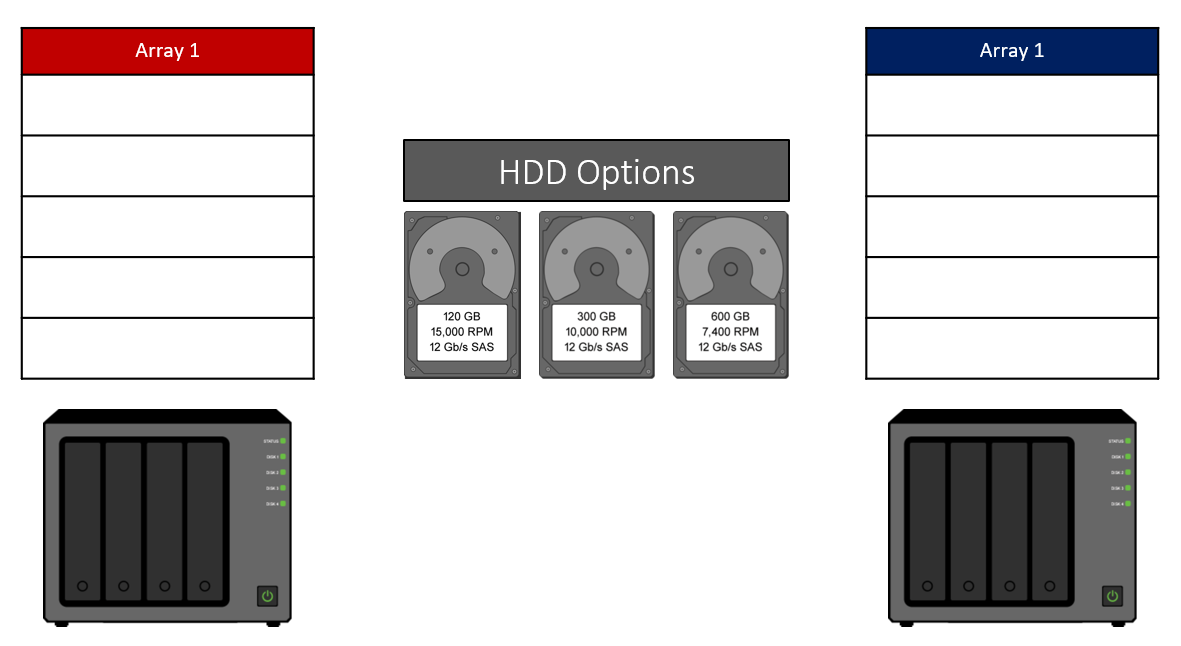 Array 1
Array 1
HDD Options
120 GB
15,000 RPM
12 Gb/s SAS
300 GB
10,000 RPM
12 Gb/s SAS
600 GB
7,400 RPM
12 Gb/s SAS
STATUS
DISK 1
DISK 2
DISK 3
DISK 4
STATUS
DISK 1
DISK 2
DISK 3
DISK 4